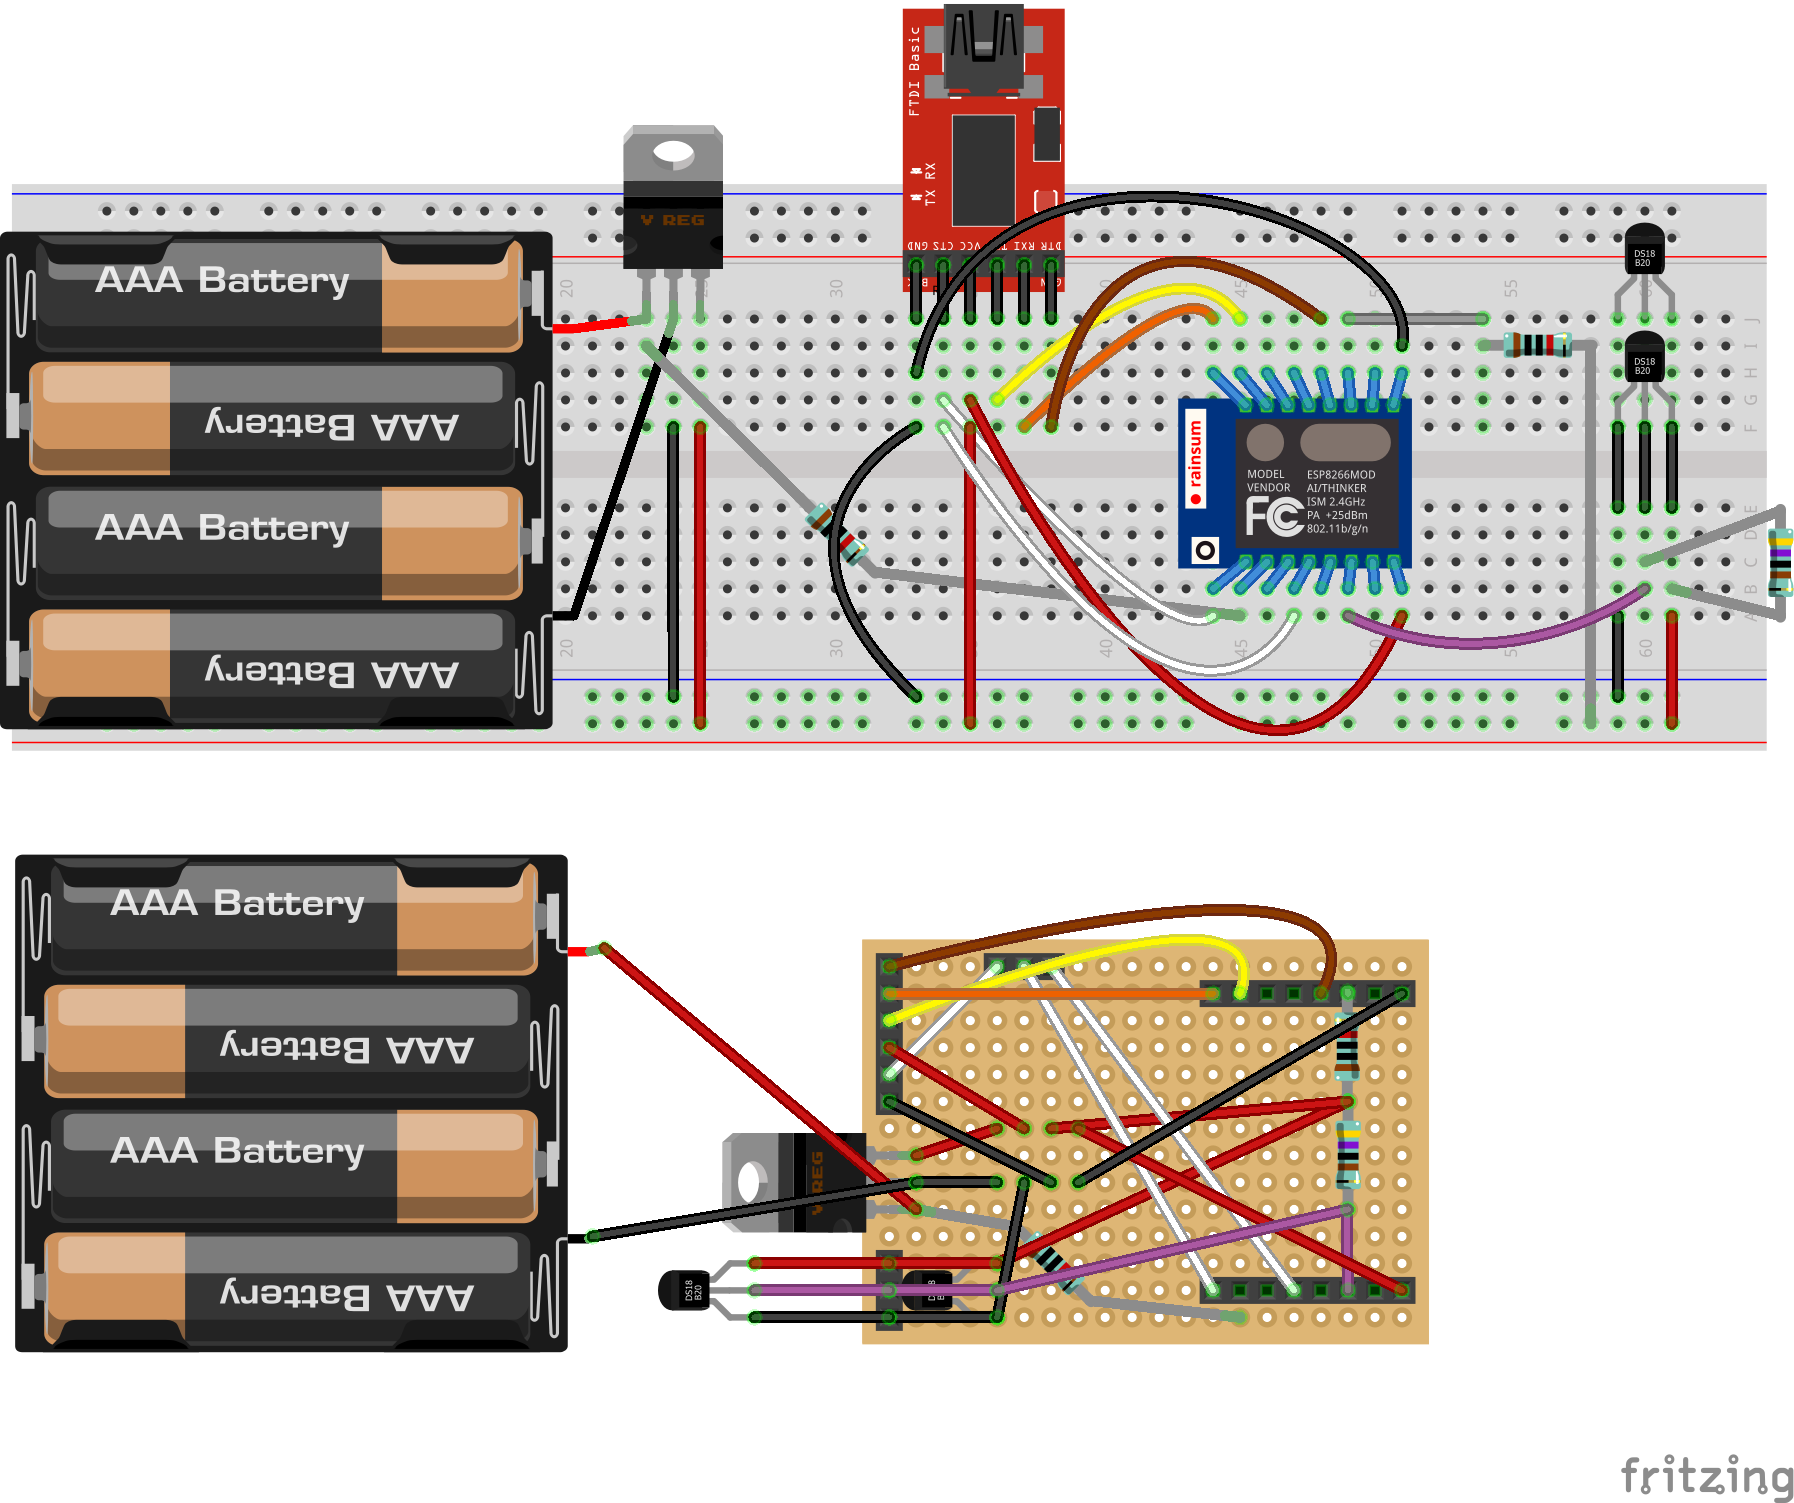 FTDI Basic
TX RX
GND
CTS
VCC
RXI
DTR
V REG
AAA Battery
AAA Battery
AAA Battery
AAA Battery
20
30
40
45
50
55
60
J
I
H
G
F
E
D
C
B
A
20
30
40
45
50
55
60
DS18
B20
DS18
B20
rainsum
MODEL ESP8266MOD
VENDOR AI/THINKER
ISM 2.4GHz
PA +25dBm
802.11b/g/n
FC
AAA Battery
AAA Battery
AAA Battery
AAA Battery
V REG
DS18
B20
fritzing